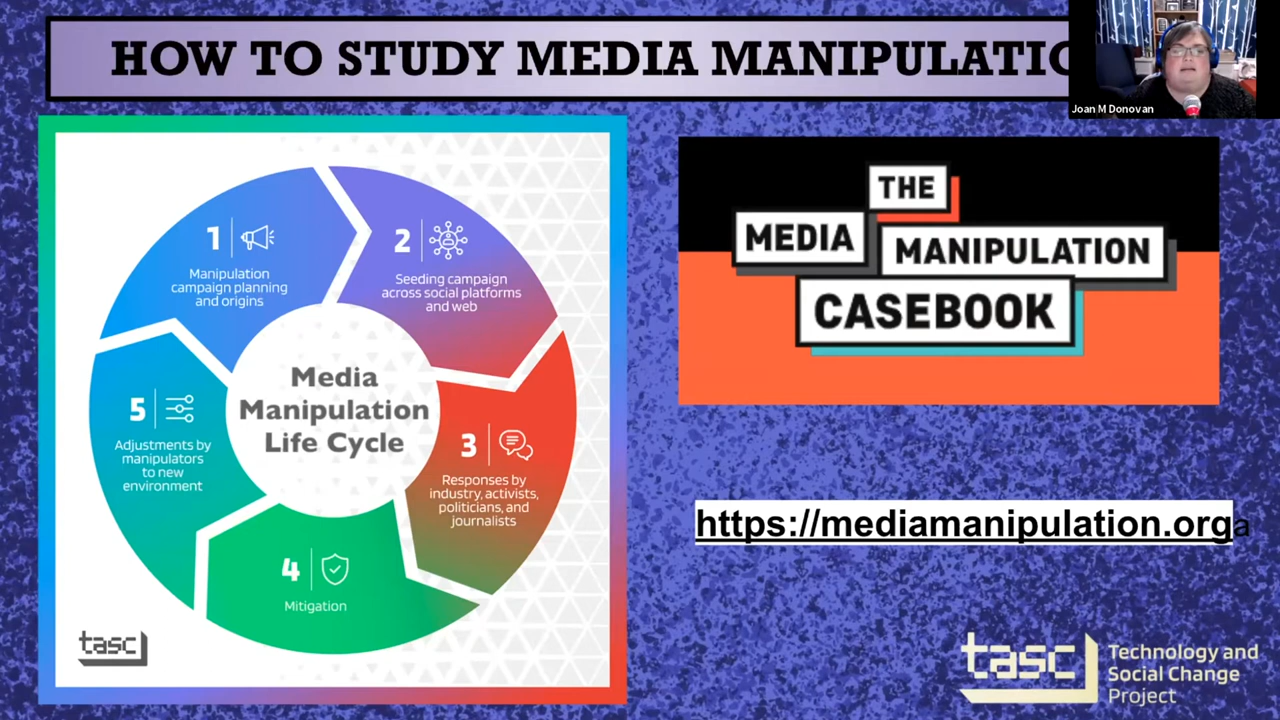 HOW TO STUDY MEDIA MANIPULATIO
Joan M Donovan
1
Manipulation
campaign planning
and origins
2
Seeding campaign
across social platforms
and web
3
Responses by
industry, activists,
politicians, and
journalists
4
Mitigation
5
Adjustments by
manipulators
to new
environment
Media
Manipulation
Life Cycle
tasc
THE
MEDIA
MANIPULATION
CASEBOOK
https://mediamanipulation.orga
tasc
Technology and
Social Change
Project